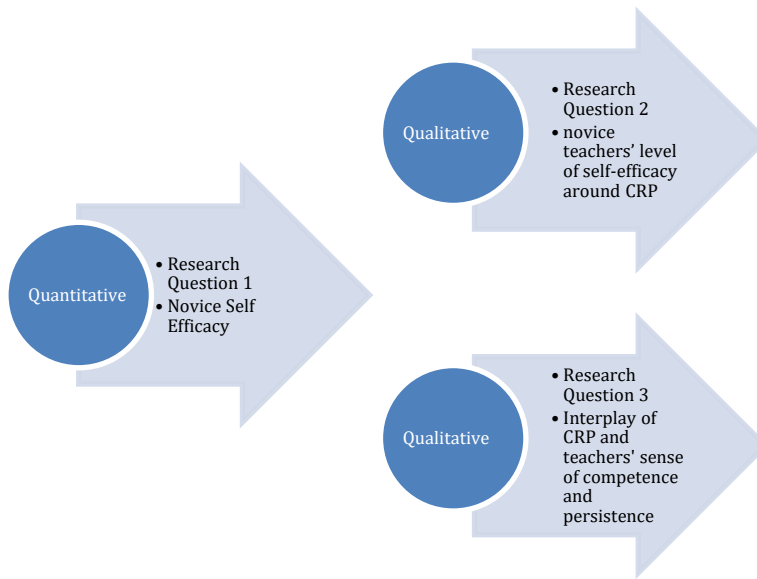 Quantitative
• Research
Question 1
• Novice Self
Efficacy
Qualitative
• Research
Question 2
• novice
teachers’ level
of self-efficacy
around CRP
Qualitative
• Research
Question 3
• Interplay of
CRP and
teachers' sense
of competence
and
persistence